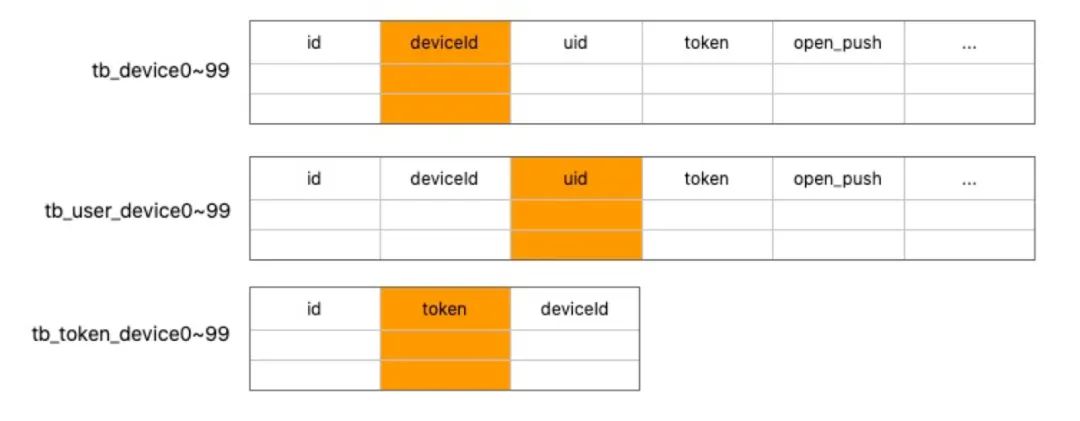 id deviceId uid token open_push ...
tb_device0~99
id deviceId uid token open_push ...
tb_user_device0~99
id token deviceId
tb_token_device0~99